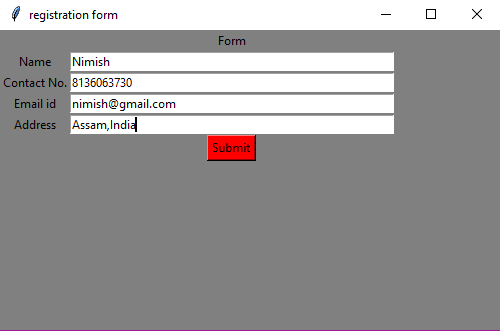 registration form
Form
Name Nimish
Contact No. 8136063730
Email id nimish@gmail.com
Address Assam,India
Submit